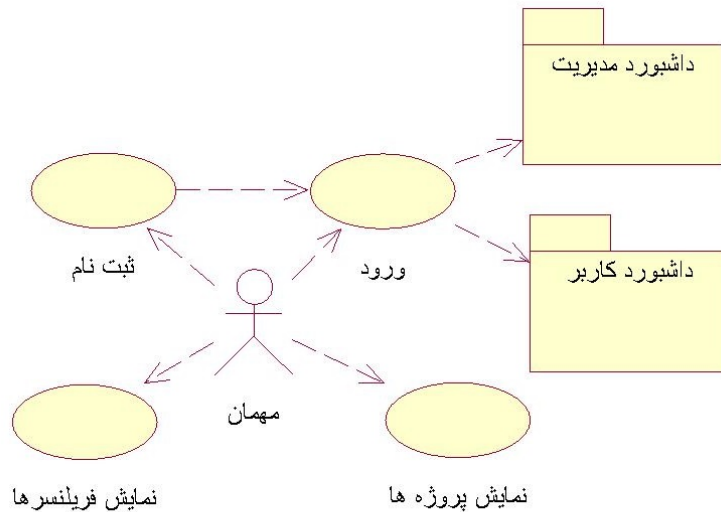 داشبورد مدیریت
ثبت نام
ورود
داشبورد کاربر
مهمان
نمایش فریلنسرها
نمایش پروژه ها